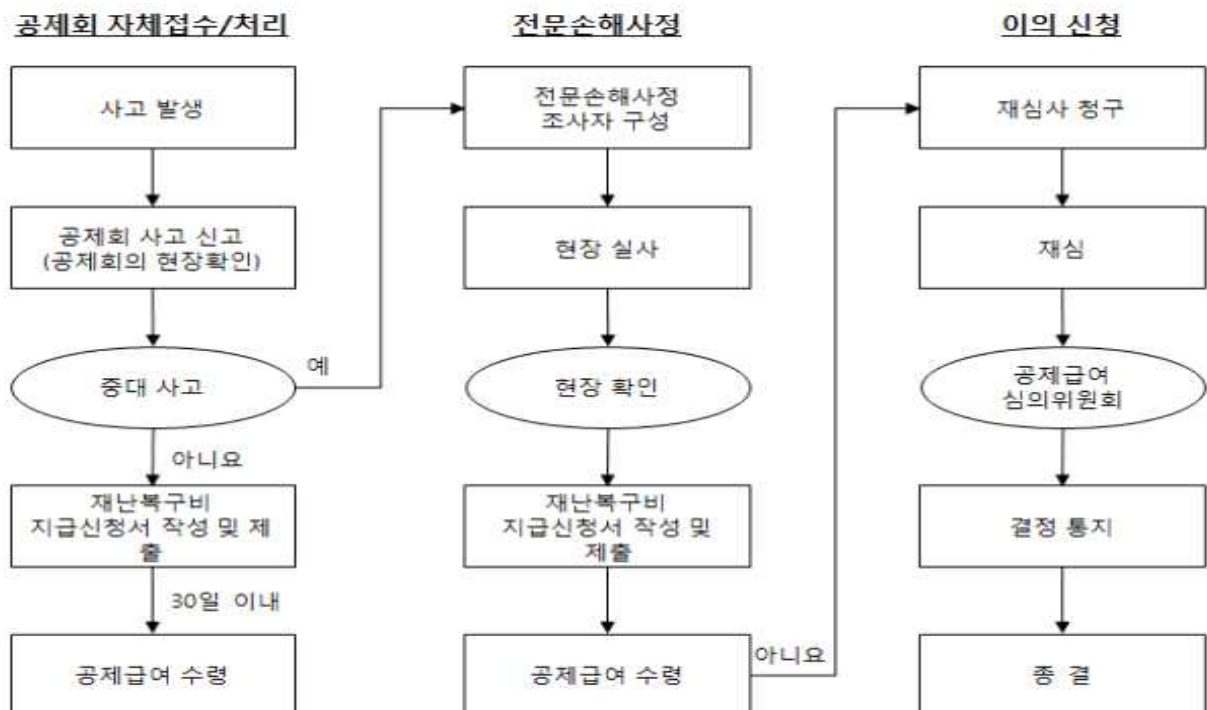 공제회 자체접수/처리
사고 발생
공제회 사고 신고
(공제회의 현장확인)
중대 사고
예
아니요
재난복구비
지급신청서 작성 및 제
출
30일 이내
공제급여 수령
전문손해사정
전문손해사정
조사자 구성
현장 실사
현장 확인
재난복구비
지급신청서 작성 및
제출
공제급여 수령
아니요
이의 신청
재심사 청구
재심
공제급여
심의위원회
결정 통지
종 결